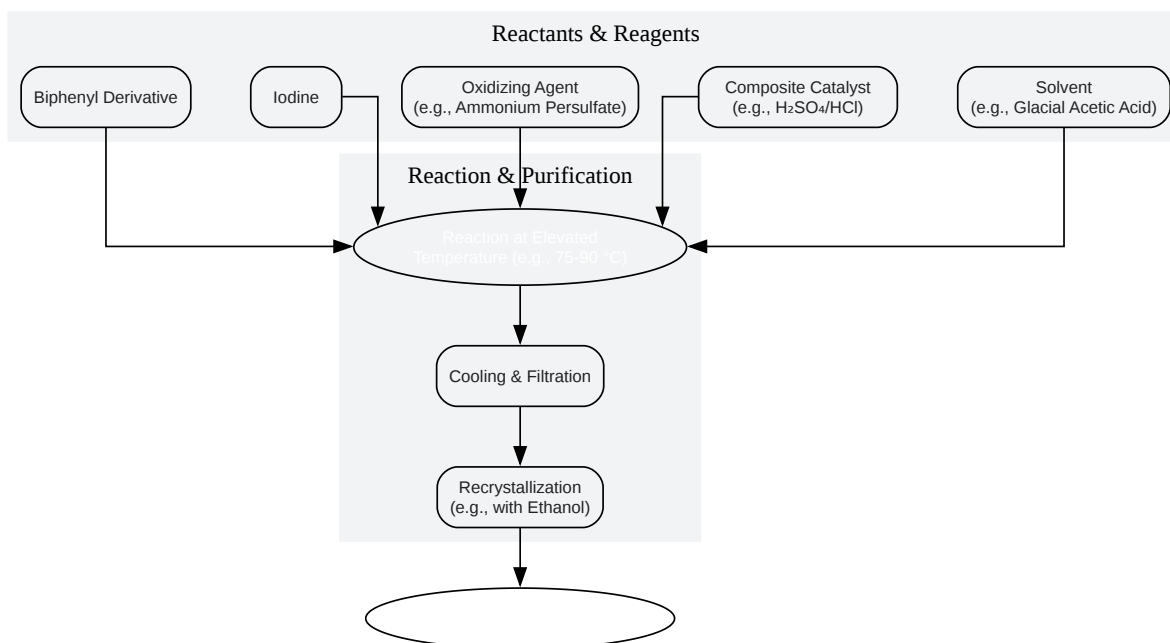 Reactants & Reagents
Biphenyl Derivative
Iodine
Oxidizing Agent
(e.g., Ammonium Persulfate)
Composite Catalyst
(e.g., H₂SO₄/HCl)
Solvent
(e.g., Glacial Acetic Acid)
Reaction & Purification
Reaction at Elevated
Temperature (e.g., 75-90 °C)
Cooling & Filtration
Recrystallization
(e.g., with Ethanol)